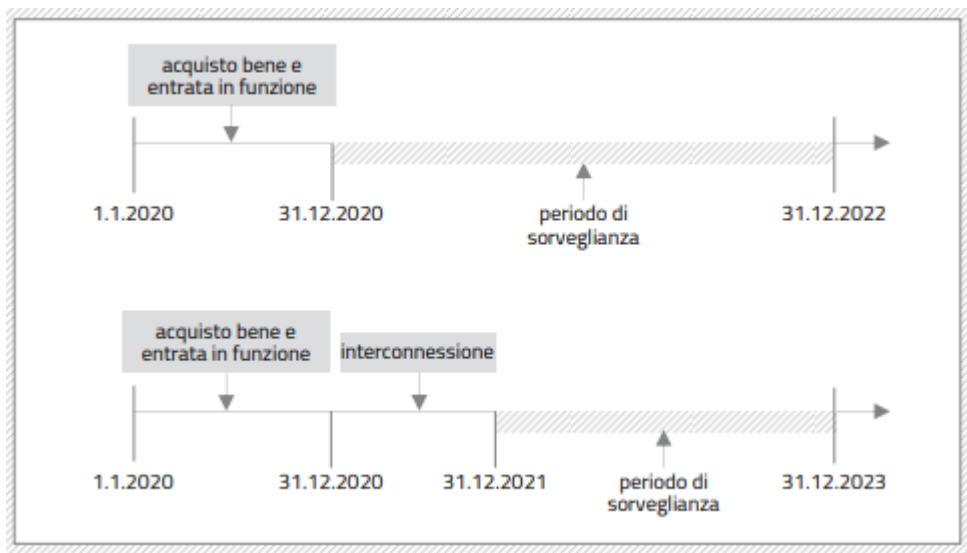 acquisto bene e
entrata in funzione
1.1.2020
31.12.2020
periodo di
sorveglianza
31.12.2022
acquisto bene e
entrata in funzione
interconnessione
1.1.2020
31.12.2020
31.12.2021
periodo di
sorveglianza
31.12.2023